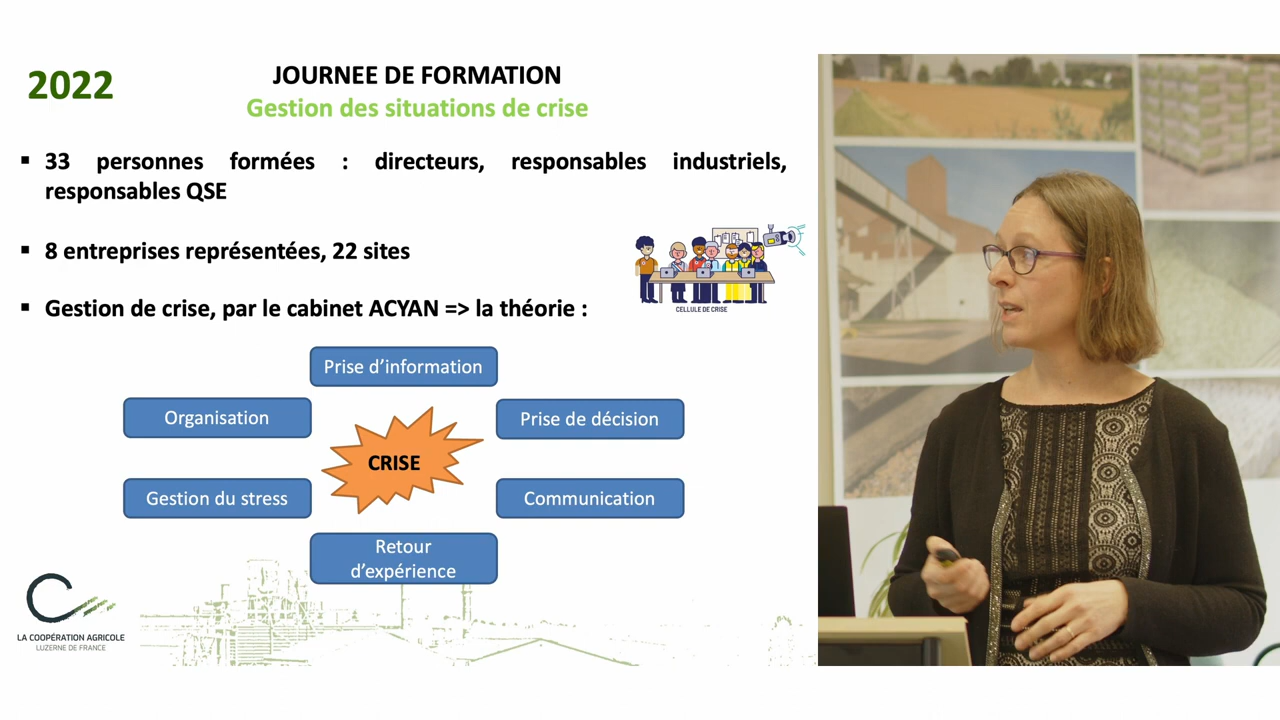 2022
JOURNEE DE FORMATION
Gestion des situations de crise
▪ 33 personnes formées : directeurs, responsables industriels,
responsables QSE
▪ 8 entreprises représentées, 22 sites
▪ Gestion de crise, par le cabinet ACYAN => la théorie :
CELLULE DE CRISE
Prise d’information
Organisation
Prise de décision
CRISE
Gestion du stress
Communication
Retour
d’expérience
LA COOPÉRATION AGRICOLE
LUZERNE DE FRANCE